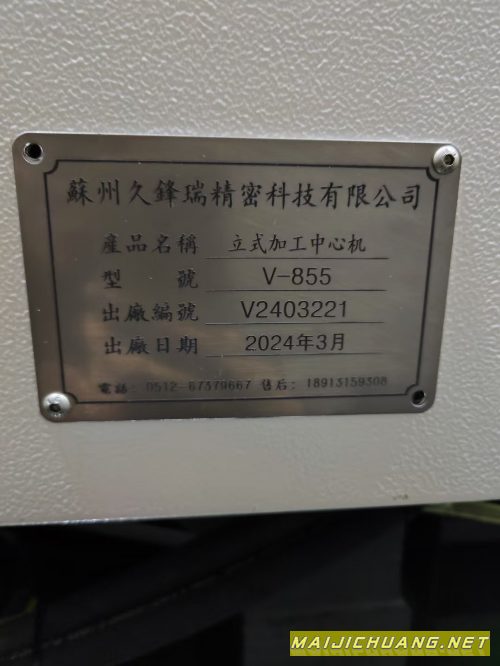 蘇州久鋒瑞精密科技有限公司
産品名稱 立式加工中心机
型 號 V-855
出廠編號 V2403221
出廠日期 2024年3月
電話: 0512-67379667 售后: 18913159308
MAIJICHUANG.NET